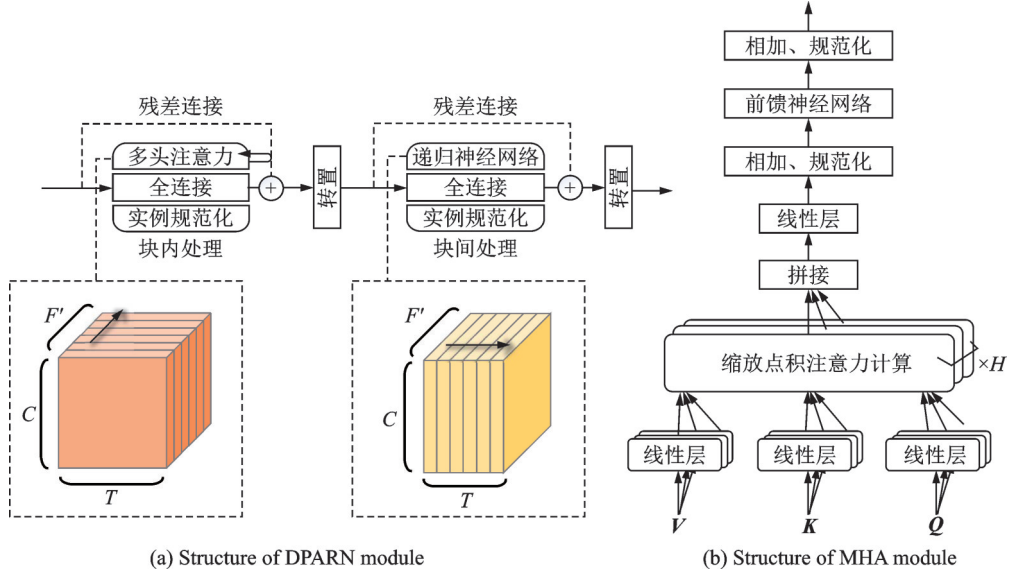 残差连接
多头注意力
全连接
实例规范化
块内处理
+
转置
残差连接
递归神经网络
全连接
实例规范化
块间处理
+
转置
F′
C
T
F′
C
T
(a) Structure of DPARN module
相加、规范化
前馈神经网络
相加、规范化
线性层
拼接
缩放点积注意力计算
×H
线性层
线性层
线性层
V
K
Q
(b) Structure of MHA module